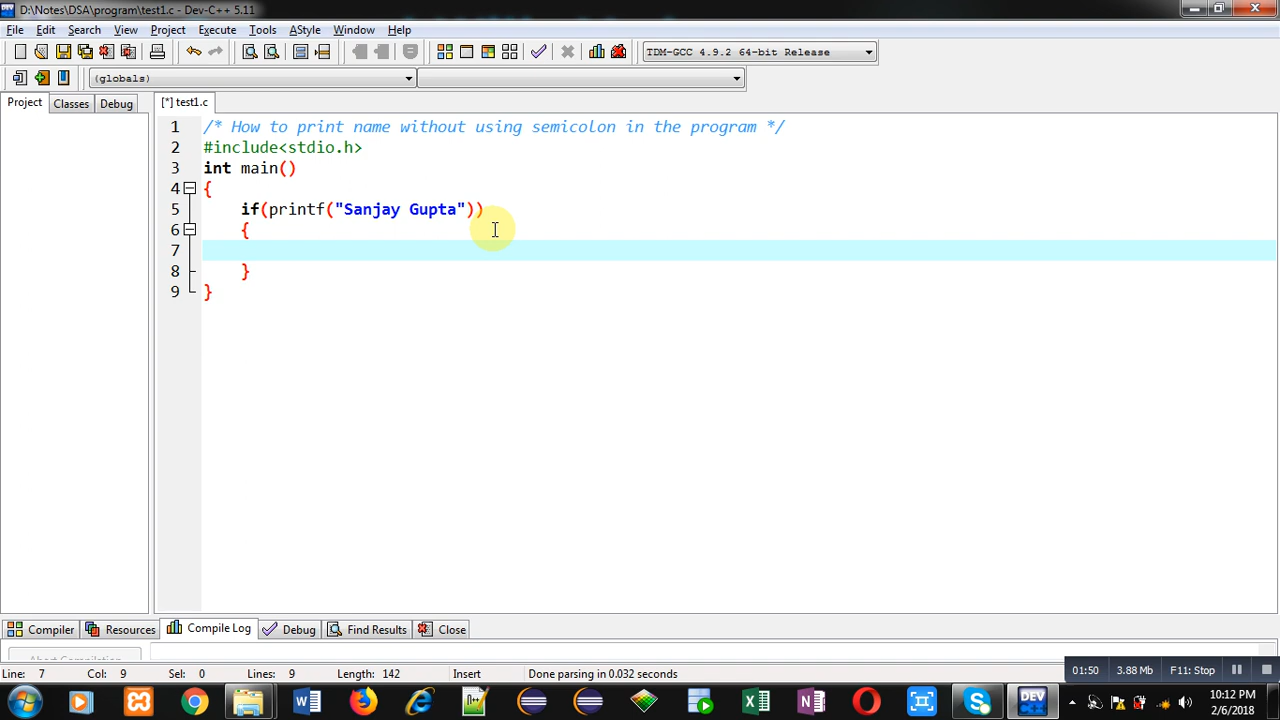 D:\Notes\DSA\program\test1.c - Dev-C++ 5.11
File Edit Search View Project Execute Tools AStyle Window Help
TDM-GCC 4.9.2 64-bit Release
(globals)
Project Classes Debug [*] test1.c
1 /* How to print name without using semicolon in the program */
2 #include<stdio.h>
3 int main()
4 {
5 if(printf("Sanjay Gupta"))
6 {
7
8 }
9 }
Compiler Resources Compile Log Debug Find Results Close
Abort Compilation
Line: 7 Col: 9 Sel: 0 Lines: 9 Length: 142 Insert Done parsing in 0.032 seconds
01:50 3.88 Mb F11: Stop
DEV
10:12 PM
2/6/2018